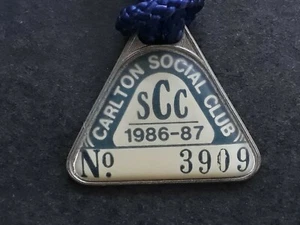 CARLTON SOCIAL CLUB
SCC
1986-87
No. 3909